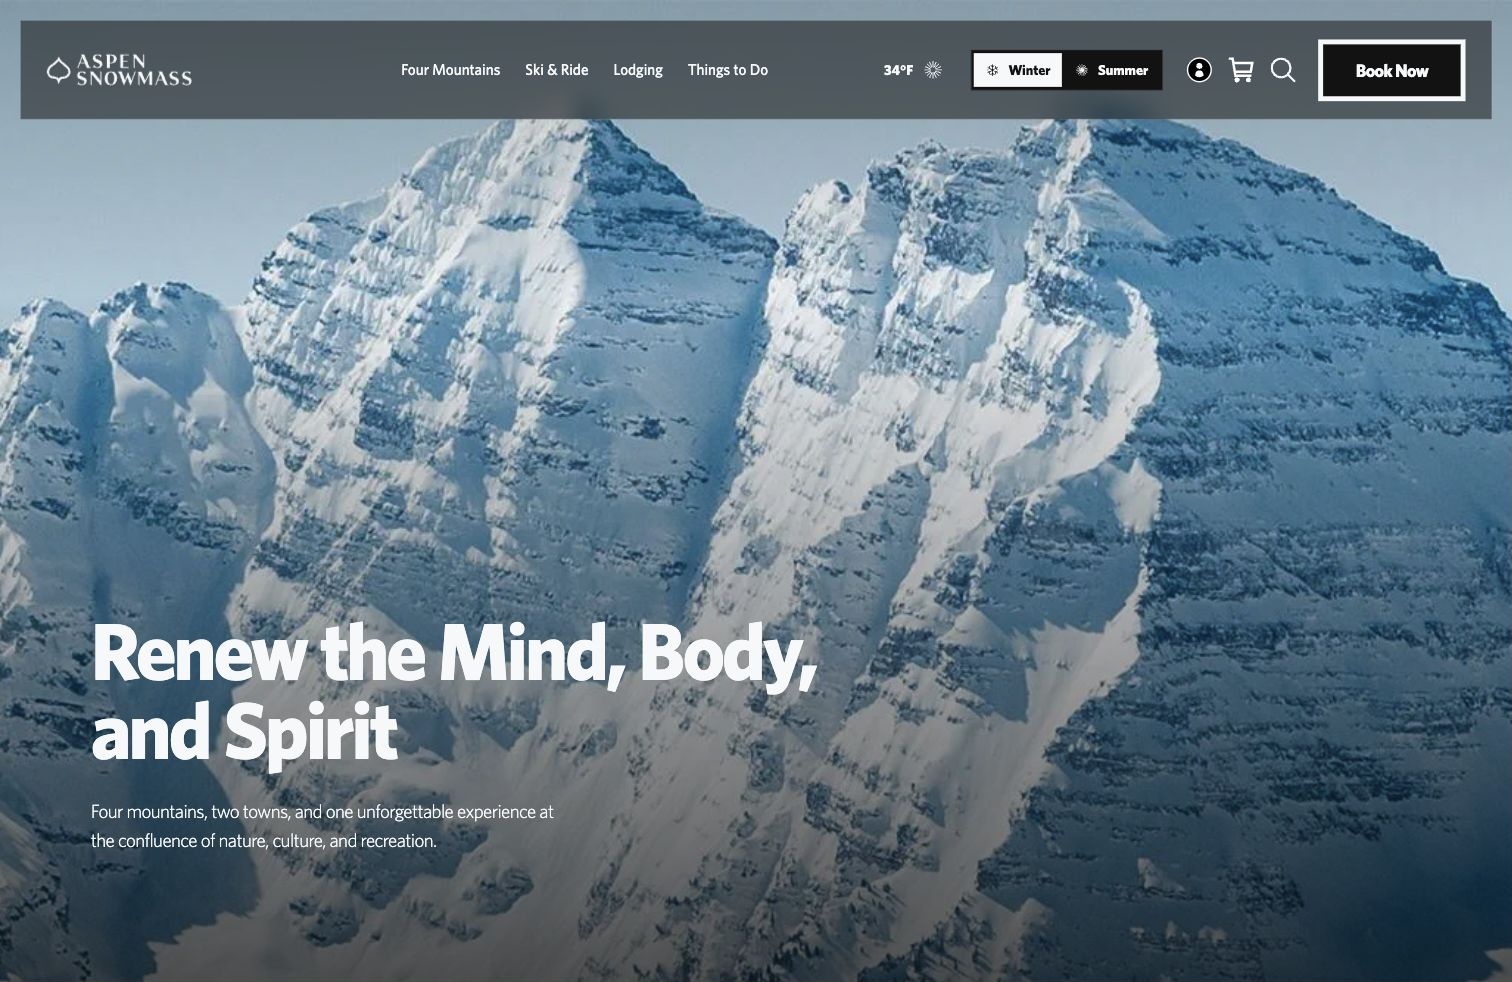 ASPEN
SNOWMASS
Four Mountains
Ski & Ride
Lodging
Things to Do
34°F
Winter
Summer
Book Now
Renew the Mind, Body,
and Spirit
Four mountains, two towns, and one unforgettable experience at
the confluence of nature, culture, and recreation.